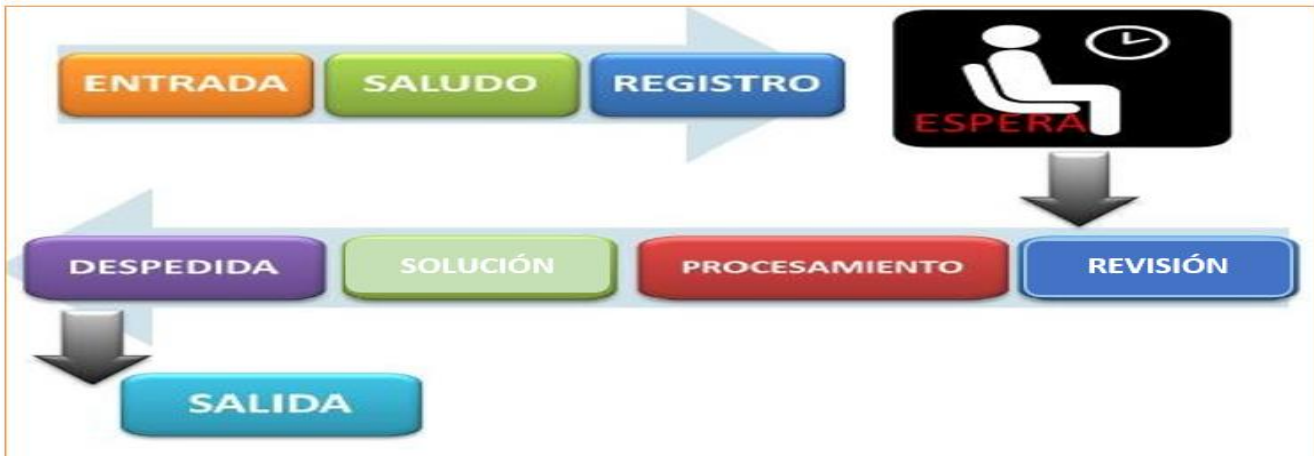 ENTRADA
SALUDO
REGISTRO
ESPERA
REVISIÓN
PROCESAMIENTO
SOLUCIÓN
DESPEDIDA
SALIDA